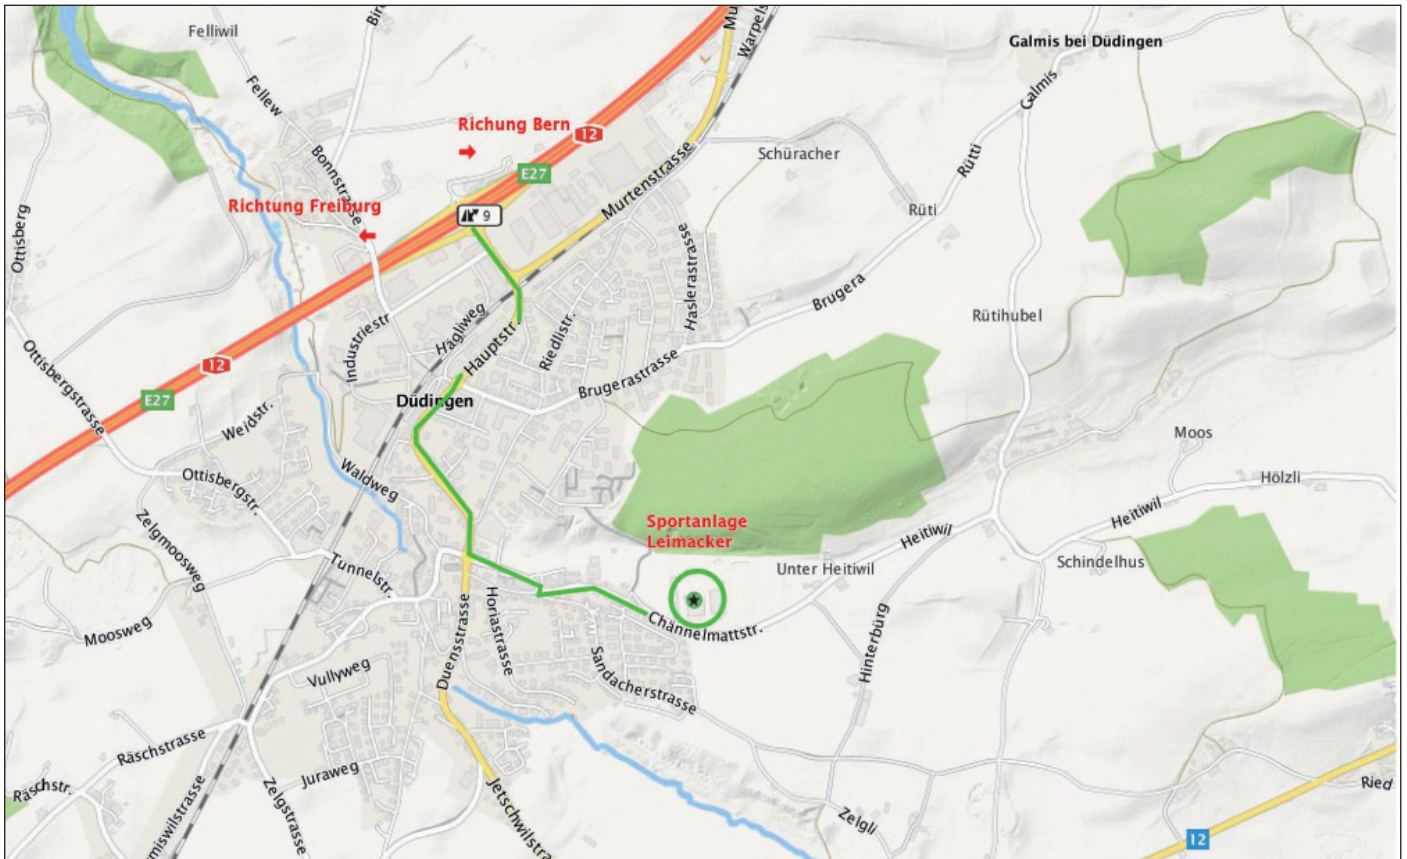 Felliwil
Galmis bei Düdingen
Fellew
Richung Bern
12
Galmis
Bonnstrasse
Schüracher
Rütti
E27
Murtenstrasse
Richtung Freiburg
9
Rüti
Ottisberg
Haslerastrasse
Brugera
Rütihubel
Industriestr
Hägliweg
Hauptstr.
Riedlistr.
Ottisbergstrasse
12
Brugerastrasse
E27
Düdingen
Weidstr.
Moos
Waldweg
Ottisbergstr.
Hölzli
Zelgmoosweg
Sportanlage
Leimacker
Heitiwil
Heitiwil
Tunnelstr.
Unter Heitiwil
Schindelhus
Horiastrasse
Duensstrasse
Chännelmattstr.
Moosweg
Hinterbürg
Vullyweg
Sandacherstrasse
Räschstrasse
Juraweg
Räschstr.
Zelgstrasse
Jetschwilstra
Zelgli
Ried
12